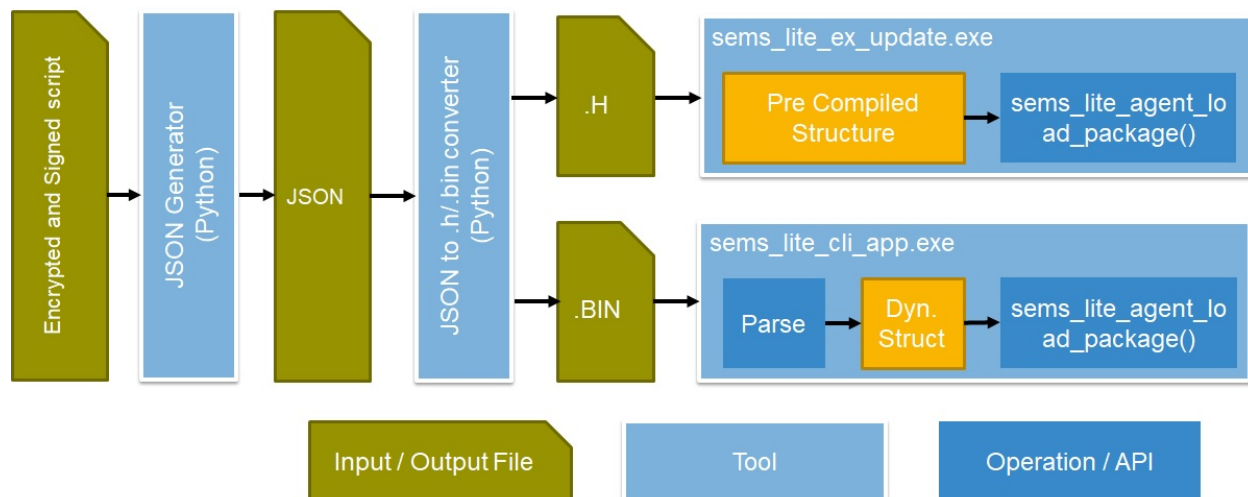 Encrypted and Signed script
JSON Generator
(Python)
JSON
JSON to .h/.bin converter
(Python)
.H
sems_lite_ex_update.exe
Pre Compiled
Structure
sems_lite_agent_lo
ad_package()
.BIN
sems_lite_cli_app.exe
Parse
Dyn.
Struct
sems_lite_agent_lo
ad_package()
Input / Output File
Tool
Operation / API